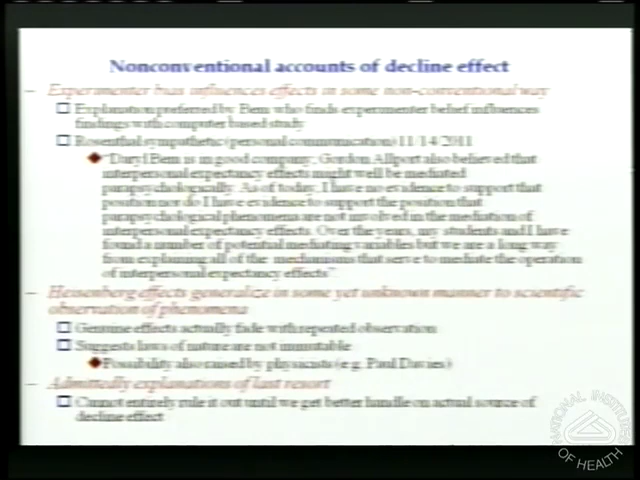 Nonconventional accounts of decline effect
– Experimenter bias influences effects in some non-conventional way
Explanation preferred by Bem who finds experimenter belief influences
findings with computer based study
Rosenthal sympathetic (personal communication) 11/14/2011
"Daryl Bem is in good company, Gordon Allport also believed that
interpersonal expectancy effects might well be mediated
parapsychologically. As of today, I have no evidence to support that
position nor do I have evidence to support the position that
parapsychological phenomena are not involved in the mediation of
interpersonal expectancy effects. Over the years, my students and I have
found a number of potential mediating variables but we are a long way
from explaining all of the mechanisms that serve to mediate the operation
of interpersonal expectancy effects".
– Heisenberg effects generalize in some yet unknown manner to scientific
observation of phenomena
Genuine effects actually fade with repeated observation
Suggests laws of nature are not immutable
Possibility also raised by physicists (e.g. Paul Davies)
– Admittedly explanations of last resort
Cannot entirely rule it out until we get better handle on actual source of
decline effect
NATIONAL INSTITUTES
OF HEALTH